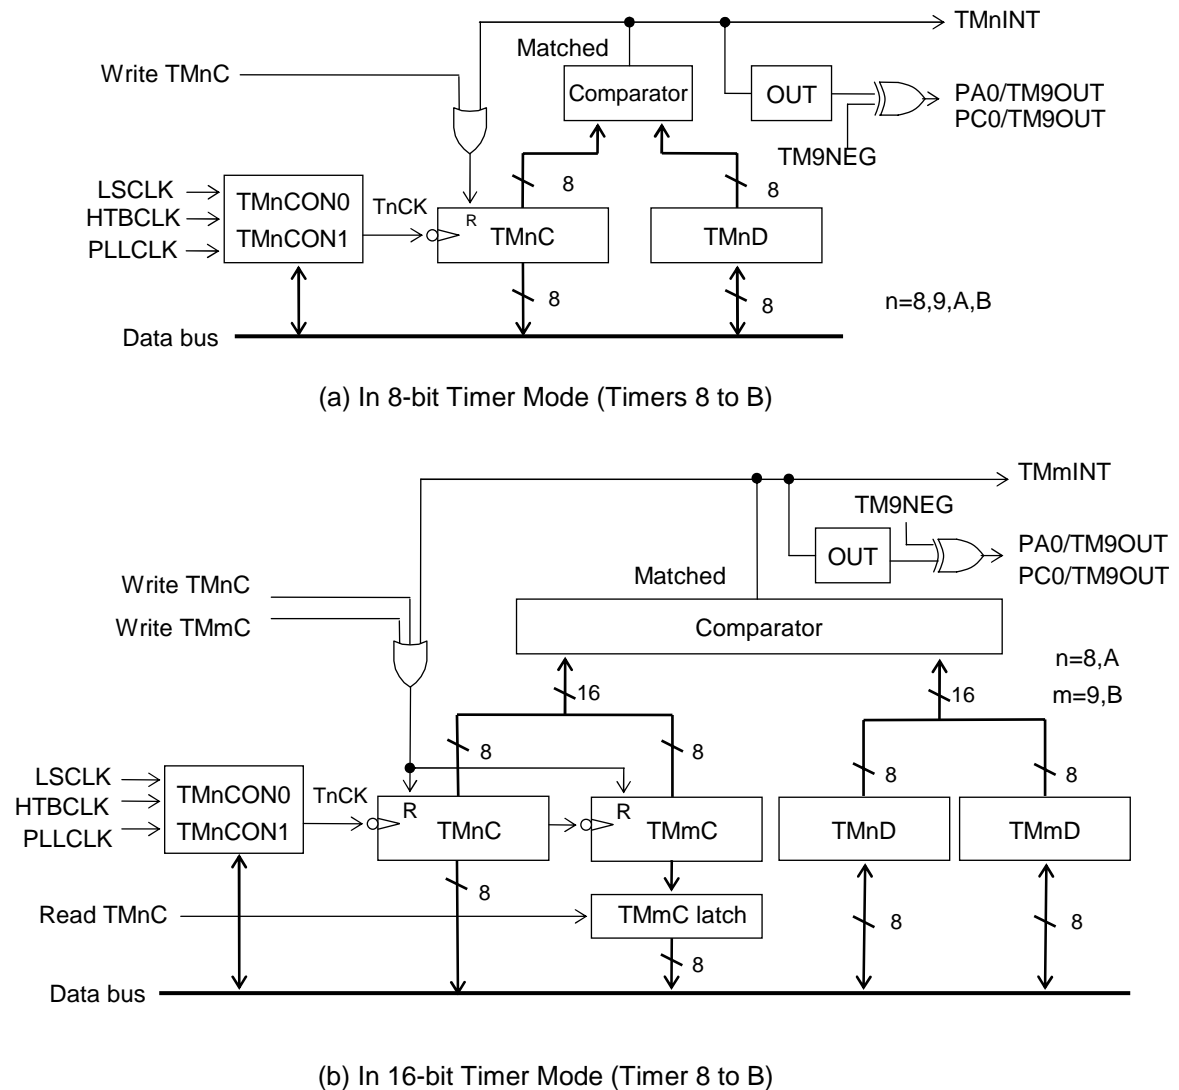 TMnINT
Matched
Write TMnC
Comparator
OUT
PA0/TM9OUT
PC0/TM9OUT
TM9NEG
8
8
LSCLK
HTBCLK
PLLCLK
TMnCON0
TMnCON1
TnCK
R
TMnC
TMnD
8
8
n=8,9,A,B
Data bus
(a) In 8-bit Timer Mode (Timers 8 to B)
TMmINT
TM9NEG
OUT
PA0/TM9OUT
PC0/TM9OUT
Matched
Write TMnC
Write TMmC
Comparator
n=8,A
m=9,B
16
16
8
8
8
8
LSCLK
HTBCLK
PLLCLK
TMnCON0
TMnCON1
TnCK
R
TMnC
R
TMmC
TMnD
TMmD
8
Read TMnC
TMmC latch
8
8
8
Data bus
(b) In 16-bit Timer Mode (Timer 8 to B)